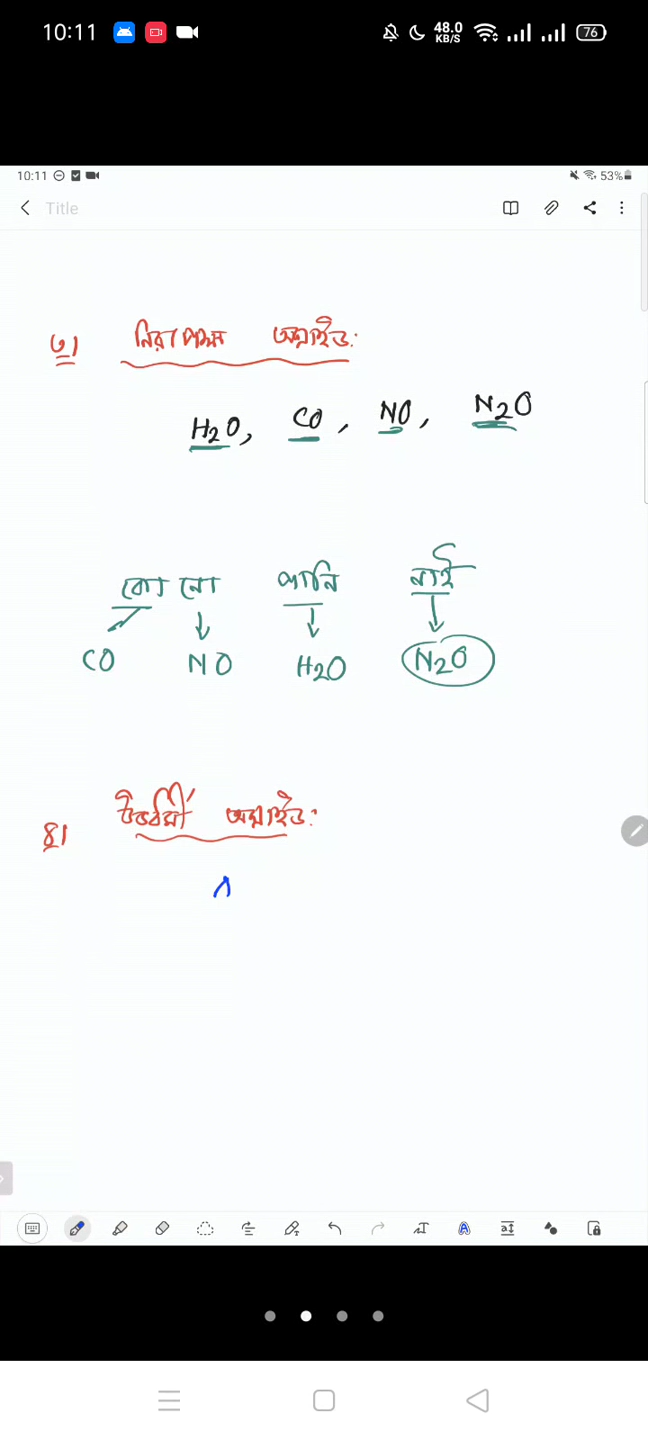 10:11 48.0 KB/S 76
10:11 53%
Title
৩। নিরপেক্ষ অক্সাইড:
H2O, CO, NO, N2O
কো নো পানি নাই
CO NO H2O N2O
৪। উভধর্মী অক্সাইড: